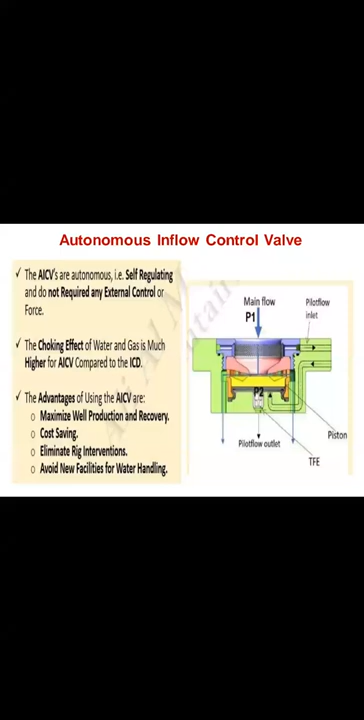 Autonomous Inflow Control Valve
✓ The AICV's are autonomous, i.e. Self Regulating
and do not Required any External Control or
Force.
✓ The Choking Effect of Water and Gas is Much
Higher for AICV Compared to the ICD.
✓ The Advantages of Using the AICV are:
o Maximize Well Production and Recovery.
o Cost Saving.
o Eliminate Rig Interventions.
o Avoid New Facilities for Water Handling.
Main flow
P1
Pilotflow
inlet
P2
Piston
Pilotflow outlet
TFE